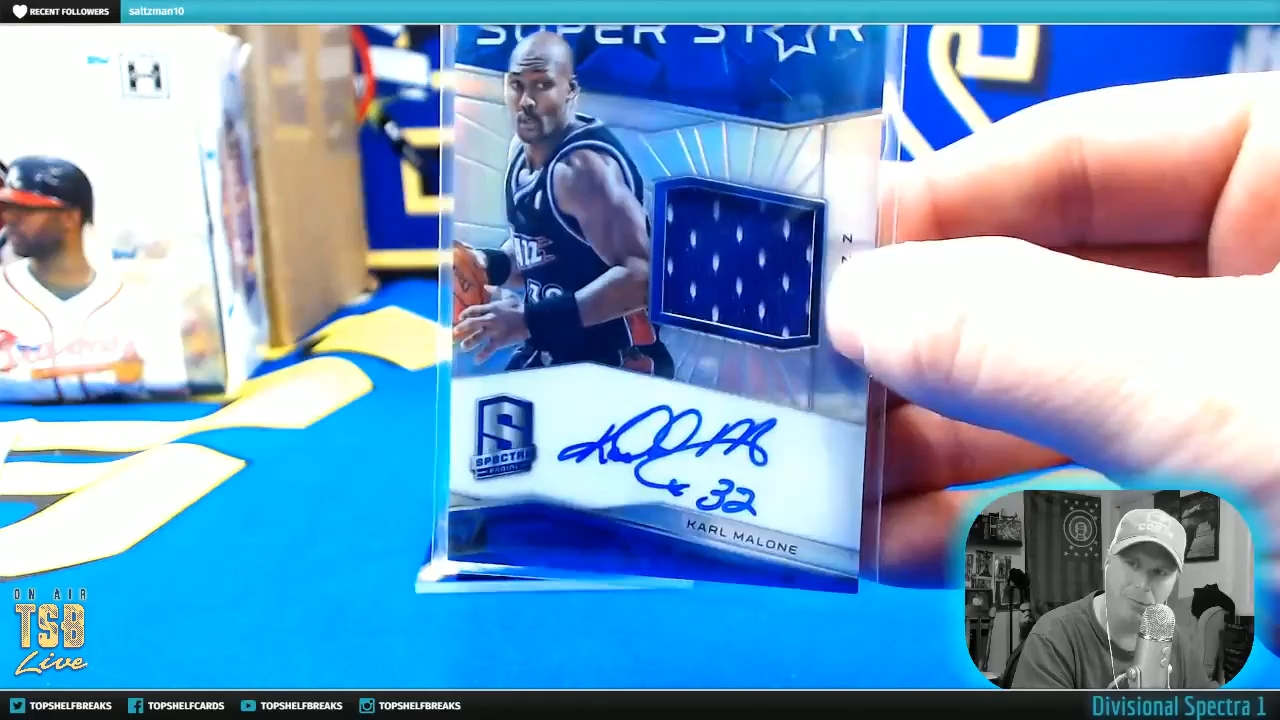 RECENT FOLLOWERS
saltzman10
SUPER STAR
H
SPECTRA
PANINI
32
KARL MALONE
ON AIR
TSB
Live
TOPSHELFBREAKS
TOPSHELFCARDS
TOPSHELFBREAKS
TOPSHELFBREAKS
Divisional Spectra 1